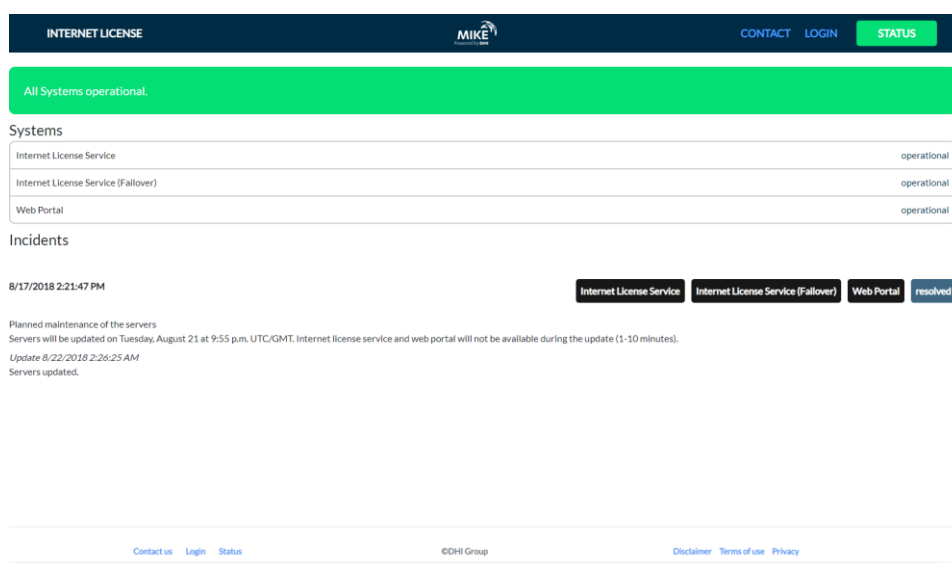 INTERNET LICENSE
MIKE
Powered by DHI
CONTACT LOGIN STATUS
All Systems operational.
Systems
Internet License Service operational
Internet License Service (Failover) operational
Web Portal operational
Incidents
8/17/2018 2:21:47 PM Internet License Service Internet License Service (Failover) Web Portal resolved
Planned maintenance of the servers
Servers will be updated on Tuesday, August 21 at 9:55 p.m. UTC/GMT. Internet license service and web portal will not be available during the update (1-10 minutes).
Update 8/22/2018 2:26:25 AM
Servers updated.
Contact us Login Status ©DHI Group Disclaimer Terms of use Privacy